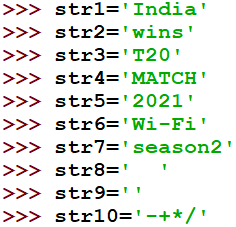 >>> str1='India'
>>> str2='wins'
>>> str3='T20'
>>> str4='MATCH'
>>> str5='2021'
>>> str6='Wi-Fi'
>>> str7='season2'
>>> str8='  '
>>> str9=''
>>> str10='-+*/'